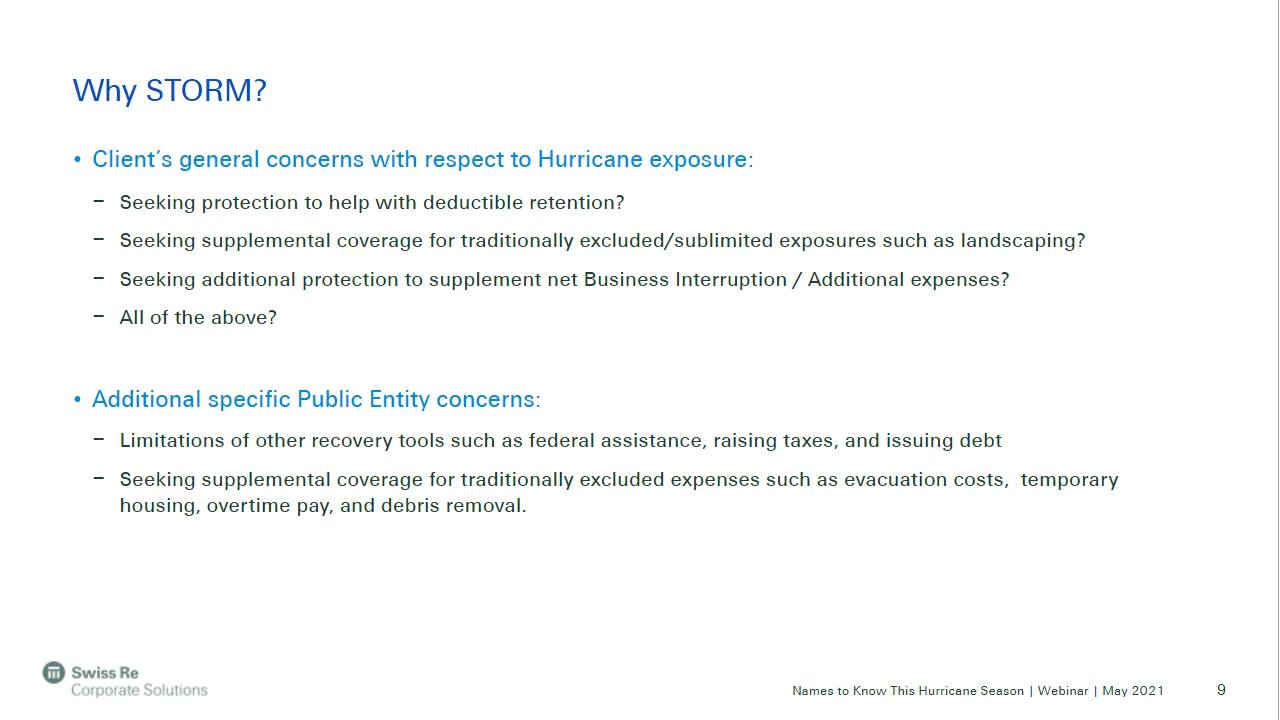 Why STORM?
• Client's general concerns with respect to Hurricane exposure:
− Seeking protection to help with deductible retention?
− Seeking supplemental coverage for traditionally excluded/sublimited exposures such as landscaping?
− Seeking additional protection to supplement net Business Interruption / Additional expenses?
− All of the above?
• Additional specific Public Entity concerns:
− Limitations of other recovery tools such as federal assistance, raising taxes, and issuing debt
− Seeking supplemental coverage for traditionally excluded expenses such as evacuation costs,  temporary
housing, overtime pay, and debris removal.
Swiss Re
Corporate Solutions
Names to Know This Hurricane Season | Webinar | May 2021 9